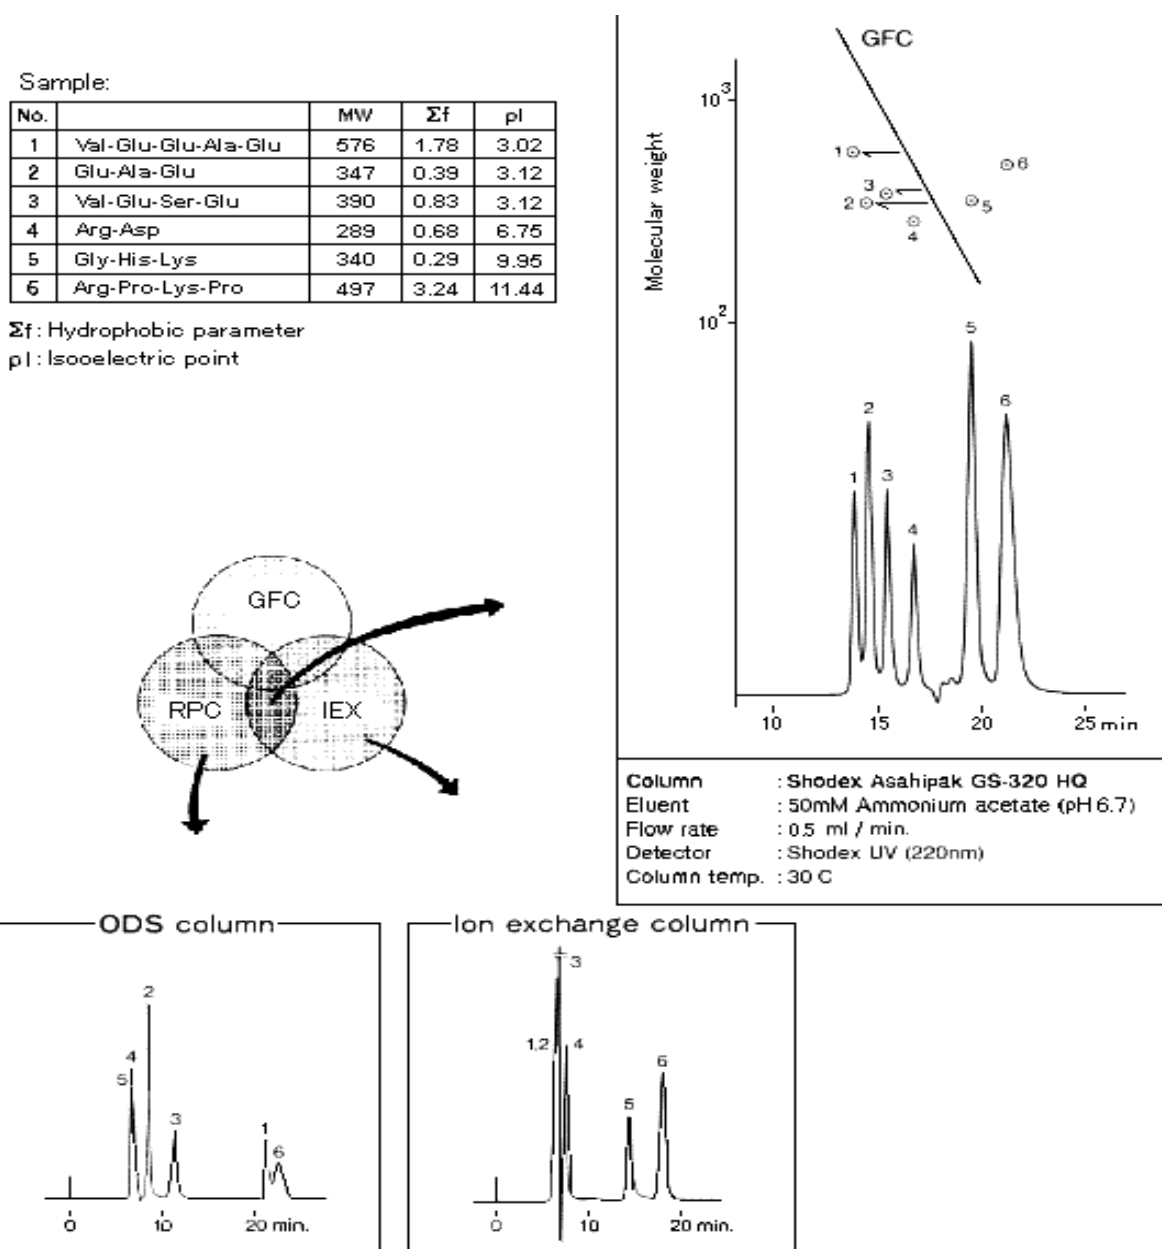 Sample:
No. MW Σf pI
1 Val-Glu-Glu-Ala-Glu 576 1.78 3.02
2 Glu-Ala-Glu 347 0.39 3.12
3 Val-Glu-Ser-Glu 390 0.83 3.12
4 Arg-Asp 289 0.68 6.75
5 Gly-His-Lys 340 0.29 9.95
6 Arg-Pro-Lys-Pro 497 3.24 11.44
Σf: Hydrophobic parameter
pI: Isooelectric point
GFC
Molecular weight
10³
10²
1
2
3
4
5
6
1
2
3
4
5
6
10 15 20 25 min
Column : Shodex Asahipak GS-320 HQ
Eluent : 50mM Ammonium acetate (pH 6.7)
Flow rate : 0.5 ml / min.
Detector : Shodex UV (220nm)
Column temp. : 30 C
GFC
RPC IEX
ODS column
2
4
5
3
1
6
0 10 20 min.
Ion exchange column
3
1,2 4
6
5
0 10 20 min.